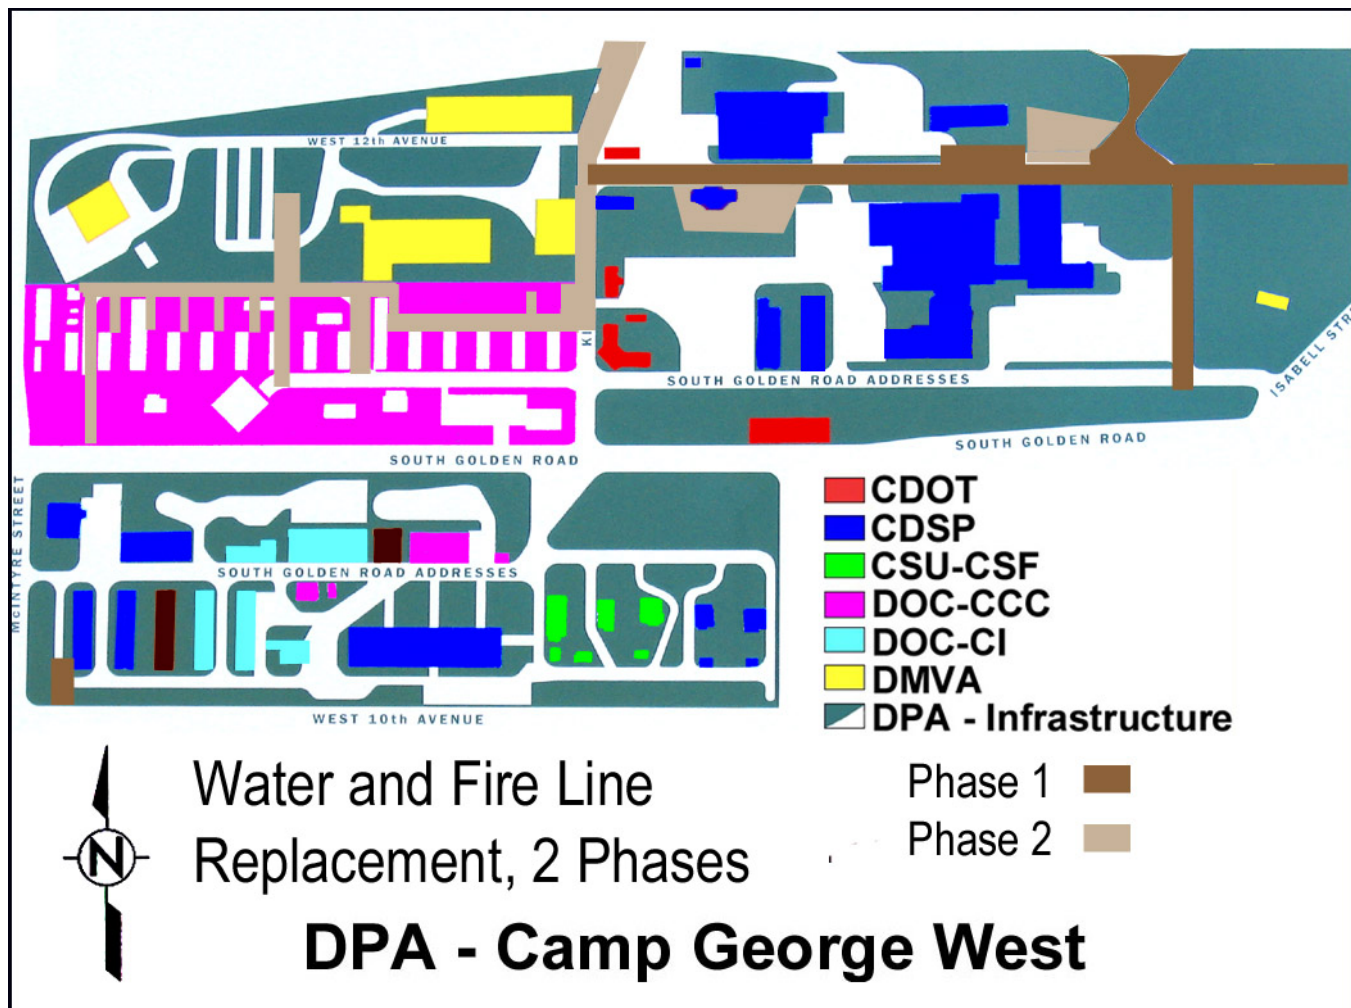 WEST 12th AVENUE
KI
ISABELL STRE
SOUTH GOLDEN ROAD ADDRESSES
SOUTH GOLDEN ROAD
SOUTH GOLDEN ROAD
McINTYRE STREET
SOUTH GOLDEN ROAD ADDRESSES
WEST 10th AVENUE
CDOT
CDSP
CSU-CSF
DOC-CCC
DOC-CI
DMVA
DPA - Infrastructure
Phase 1
Phase 2
Water and Fire Line
Replacement, 2 Phases
N
DPA - Camp George West